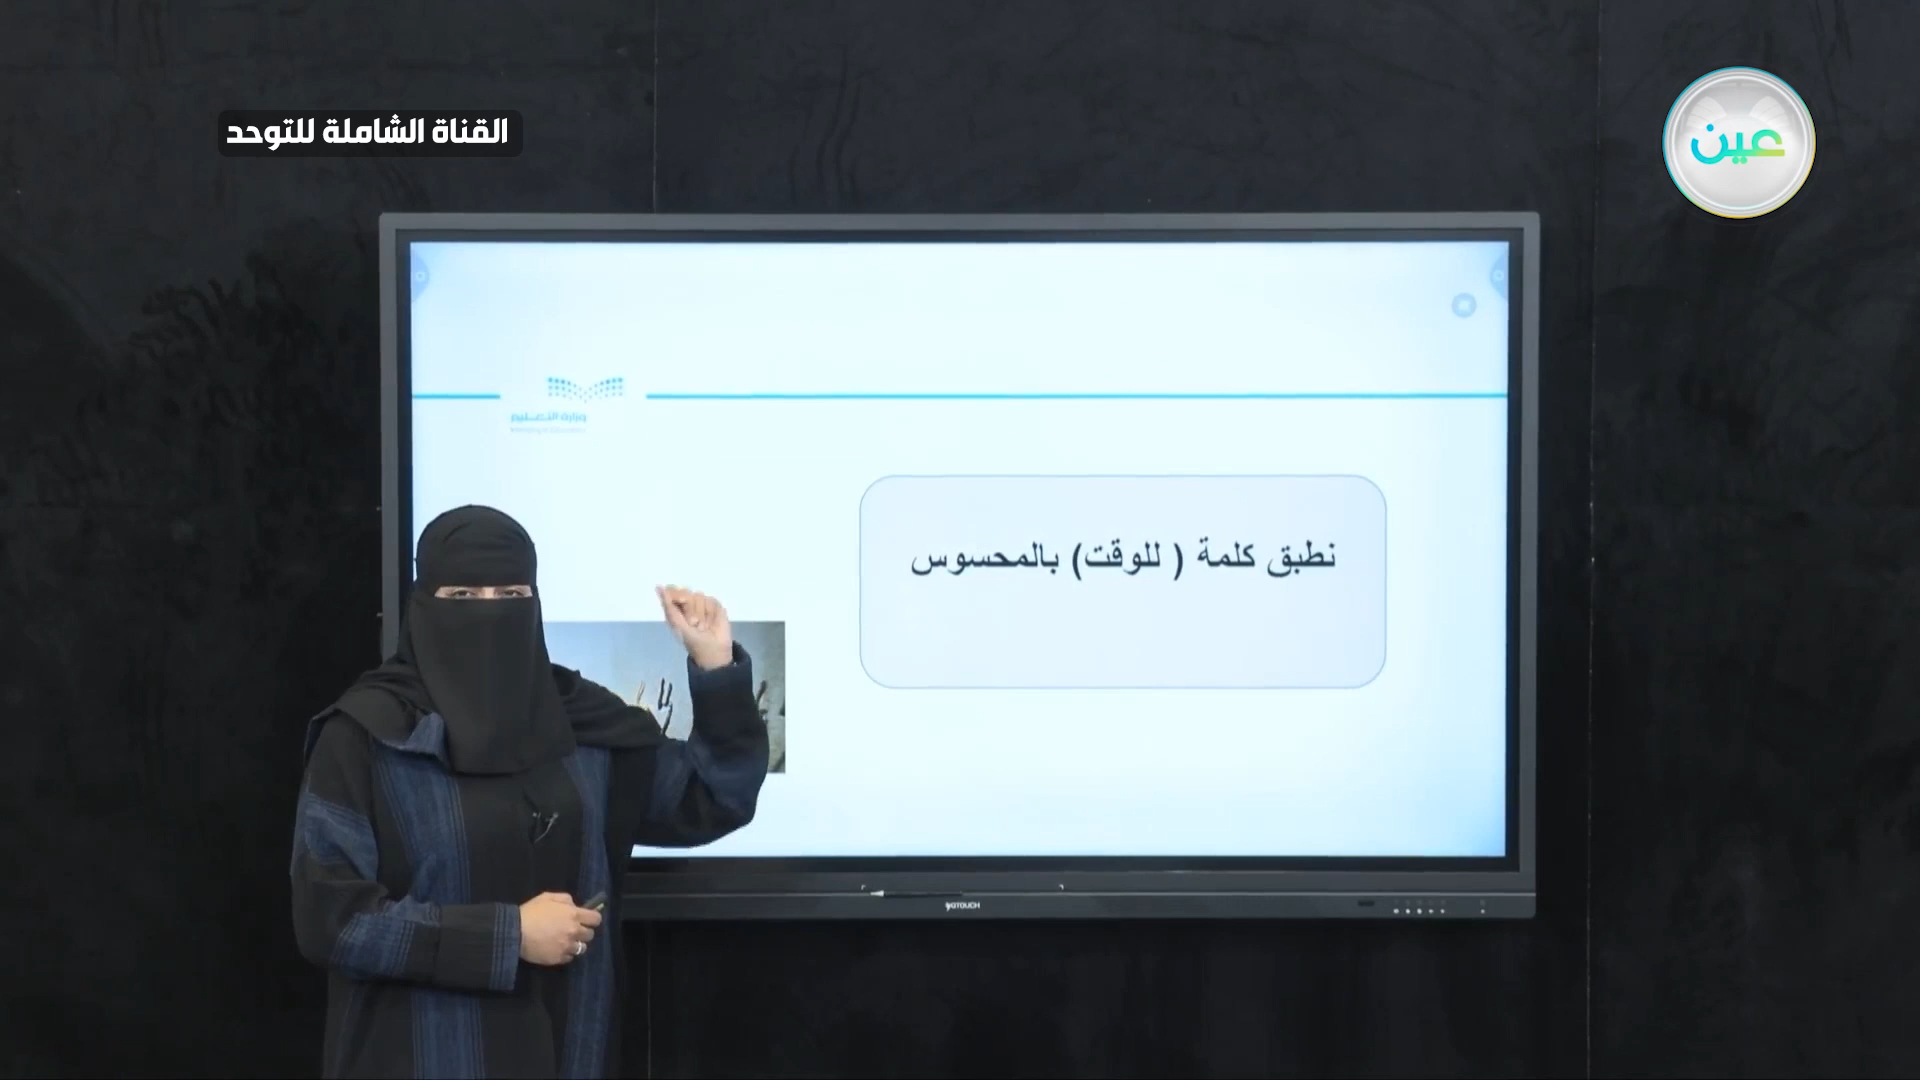 القناة الشاملة للتوحد
عين
وزارة التعليم
نطبق كلمة ( للوقت) بالمحسوس